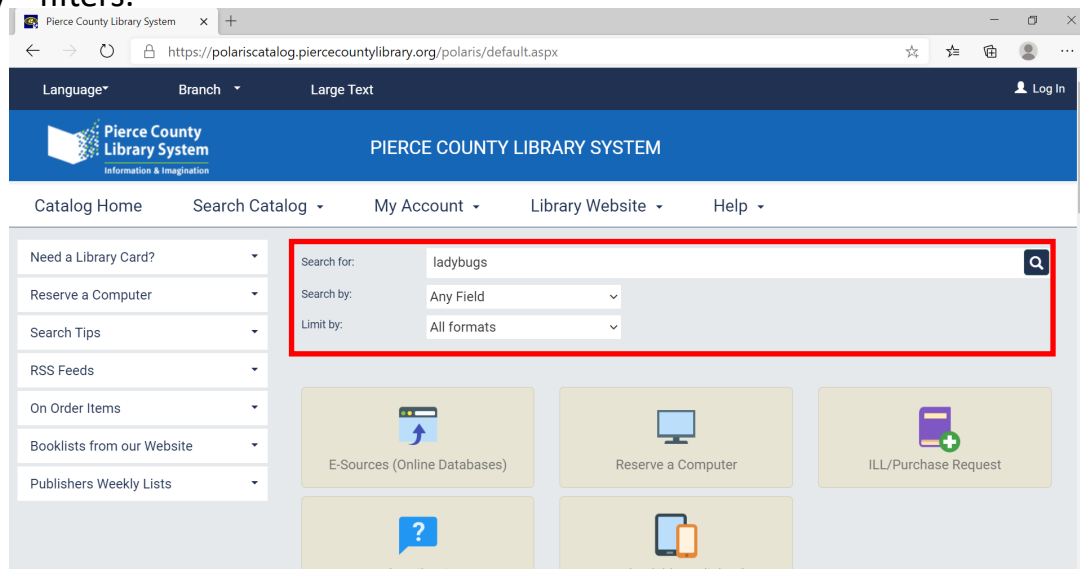 filters.
Pierce County Library System
https://polariscatalog.piercecountylibrary.org/polaris/default.aspx
Language Branch Large Text Log In
Pierce County
Library System
Information & Imagination
PIERCE COUNTY LIBRARY SYSTEM
Catalog Home Search Catalog My Account Library Website Help
Need a Library Card?
Reserve a Computer
Search Tips
RSS Feeds
On Order Items
Booklists from our Website
Publishers Weekly Lists
Search for: ladybugs
Search by: Any Field
Limit by: All formats
E-Sources (Online Databases) Reserve a Computer ILL/Purchase Request